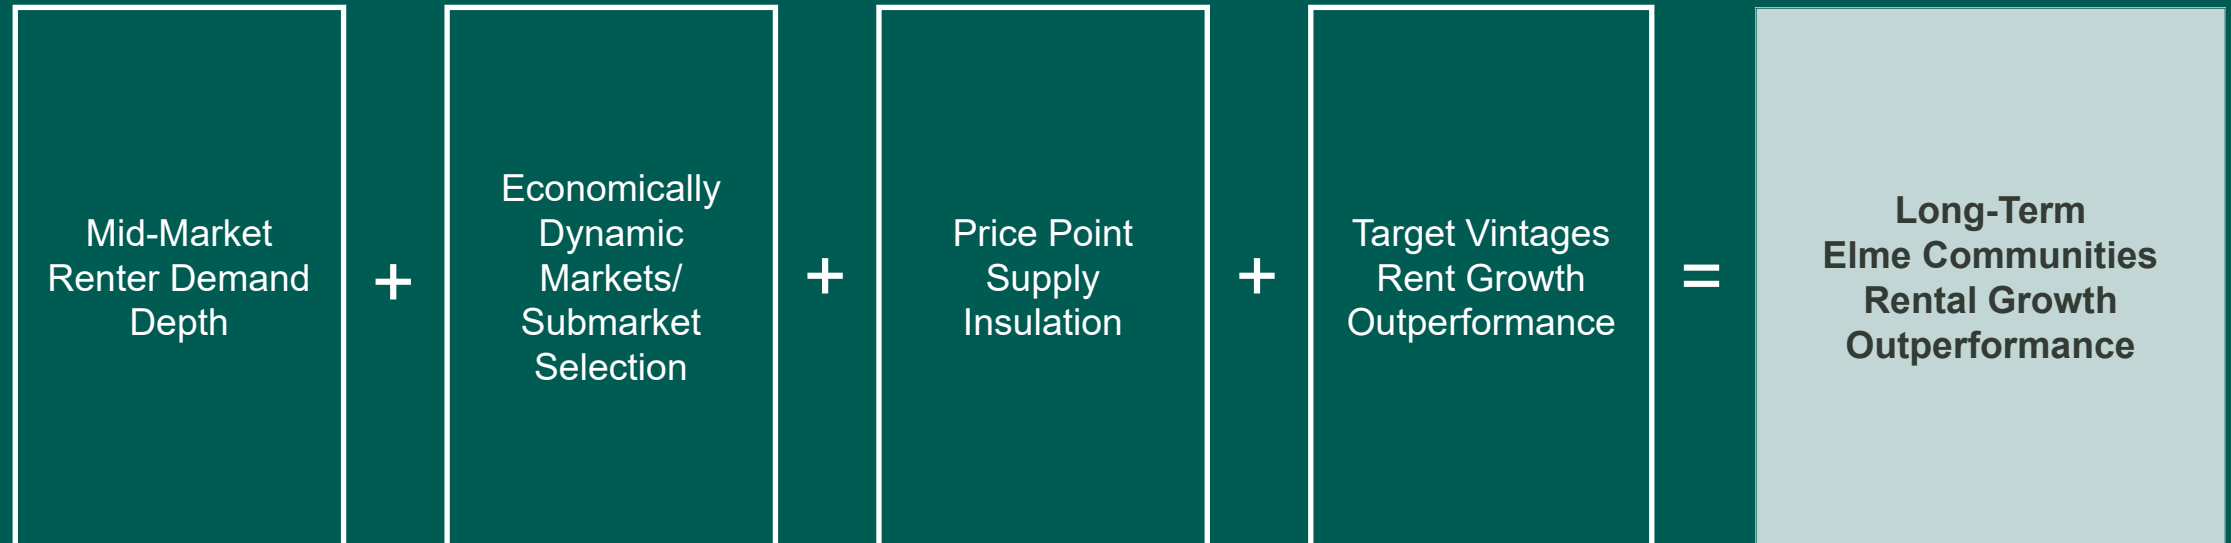 Mid-Market
Renter Demand
Depth
+
Economically
Dynamic
Markets/
Submarket
Selection
+
Price Point
Supply
Insulation
+
Target Vintages
Rent Growth
Outperformance
=
Long-Term
Elme Communities
Rental Growth
Outperformance